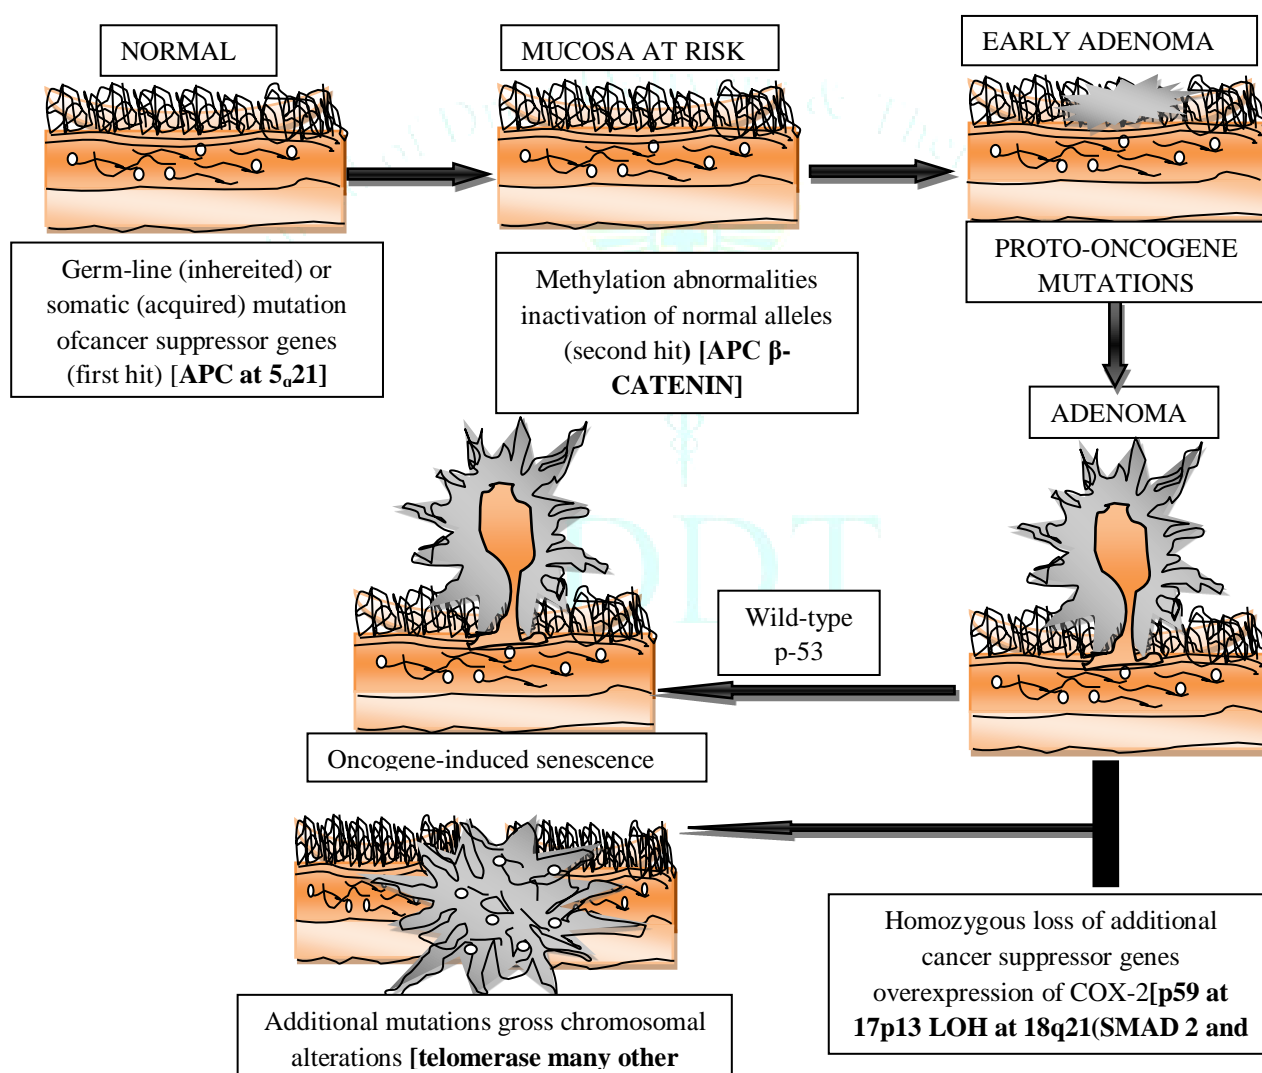 NORMAL
MUCOSA AT RISK
EARLY ADENOMA
Germ-line (inhereited) or
somatic (acquired) mutation
ofcancer suppressor genes
(first hit) [APC at 5q21]
Methylation abnormalities
inactivation of normal alleles
(second hit) [APC β-
CATENIN]
PROTO-ONCOGENE
MUTATIONS
ADENOMA
Wild-type
p-53
Oncogene-induced senescence
Homozygous loss of additional
cancer suppressor genes
overexpression of COX-2[p59 at
17p13 LOH at 18q21(SMAD 2 and
Additional mutations gross chromosomal
alterations [telomerase many other
DDT